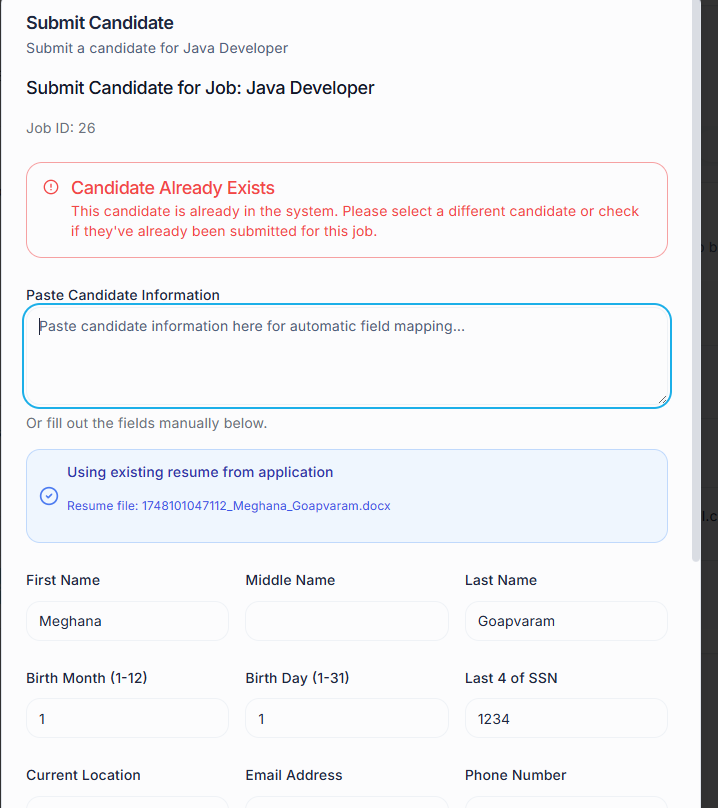 Submit Candidate
Submit a candidate for Java Developer
Submit Candidate for Job: Java Developer
Job ID: 26
Candidate Already Exists
This candidate is already in the system. Please select a different candidate or check
if they've already been submitted for this job.
Paste Candidate Information
Paste candidate information here for automatic field mapping...
Or fill out the fields manually below.
Using existing resume from application
Resume file: 1748101047112_Meghana_Goapvaram.docx
First Name Middle Name Last Name
Meghana Goapvaram
Birth Month (1-12) Birth Day (1-31) Last 4 of SSN
1 1 1234
Current Location Email Address Phone Number